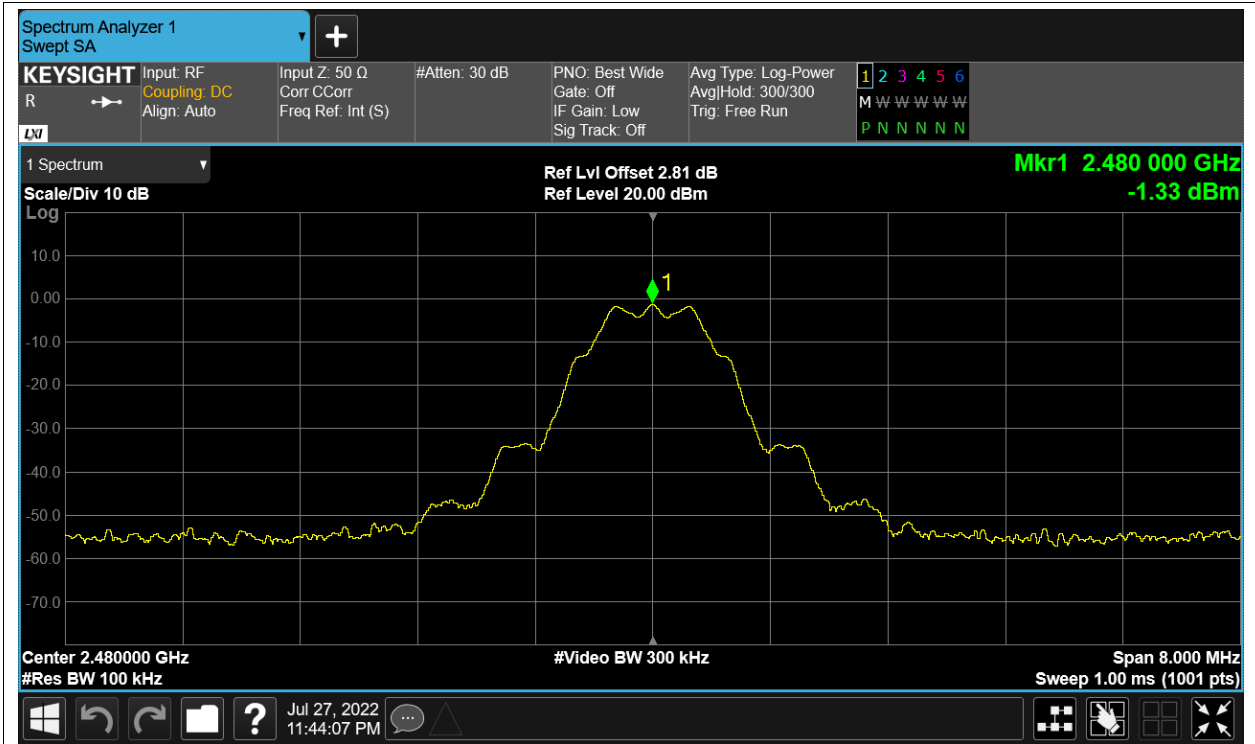 Spectrum Analyzer 1
Swept SA
+
KEYSIGHT
R
LXI
Input: RF
Coupling: DC
Align: Auto
Input Z: 50 Ω
Corr CCorr
Freq Ref: Int (S)
#Atten: 30 dB
PNO: Best Wide
Gate: Off
IF Gain: Low
Sig Track: Off
Avg Type: Log-Power
Avg|Hold: 300/300
Trig: Free Run
1 2 3 4 5 6
M W W W W W
P N N N N N
1 Spectrum
Scale/Div 10 dB
Log
Ref Lvl Offset 2.81 dB
Ref Level 20.00 dBm
Mkr1 2.480 000 GHz
-1.33 dBm
10.0
0.00
1
-10.0
-20.0
-30.0
-40.0
-50.0
-60.0
-70.0
Center 2.480000 GHz
#Res BW 100 kHz
#Video BW 300 kHz
Span 8.000 MHz
Sweep 1.00 ms (1001 pts)
?
Jul 27, 2022
11:44:07 PM